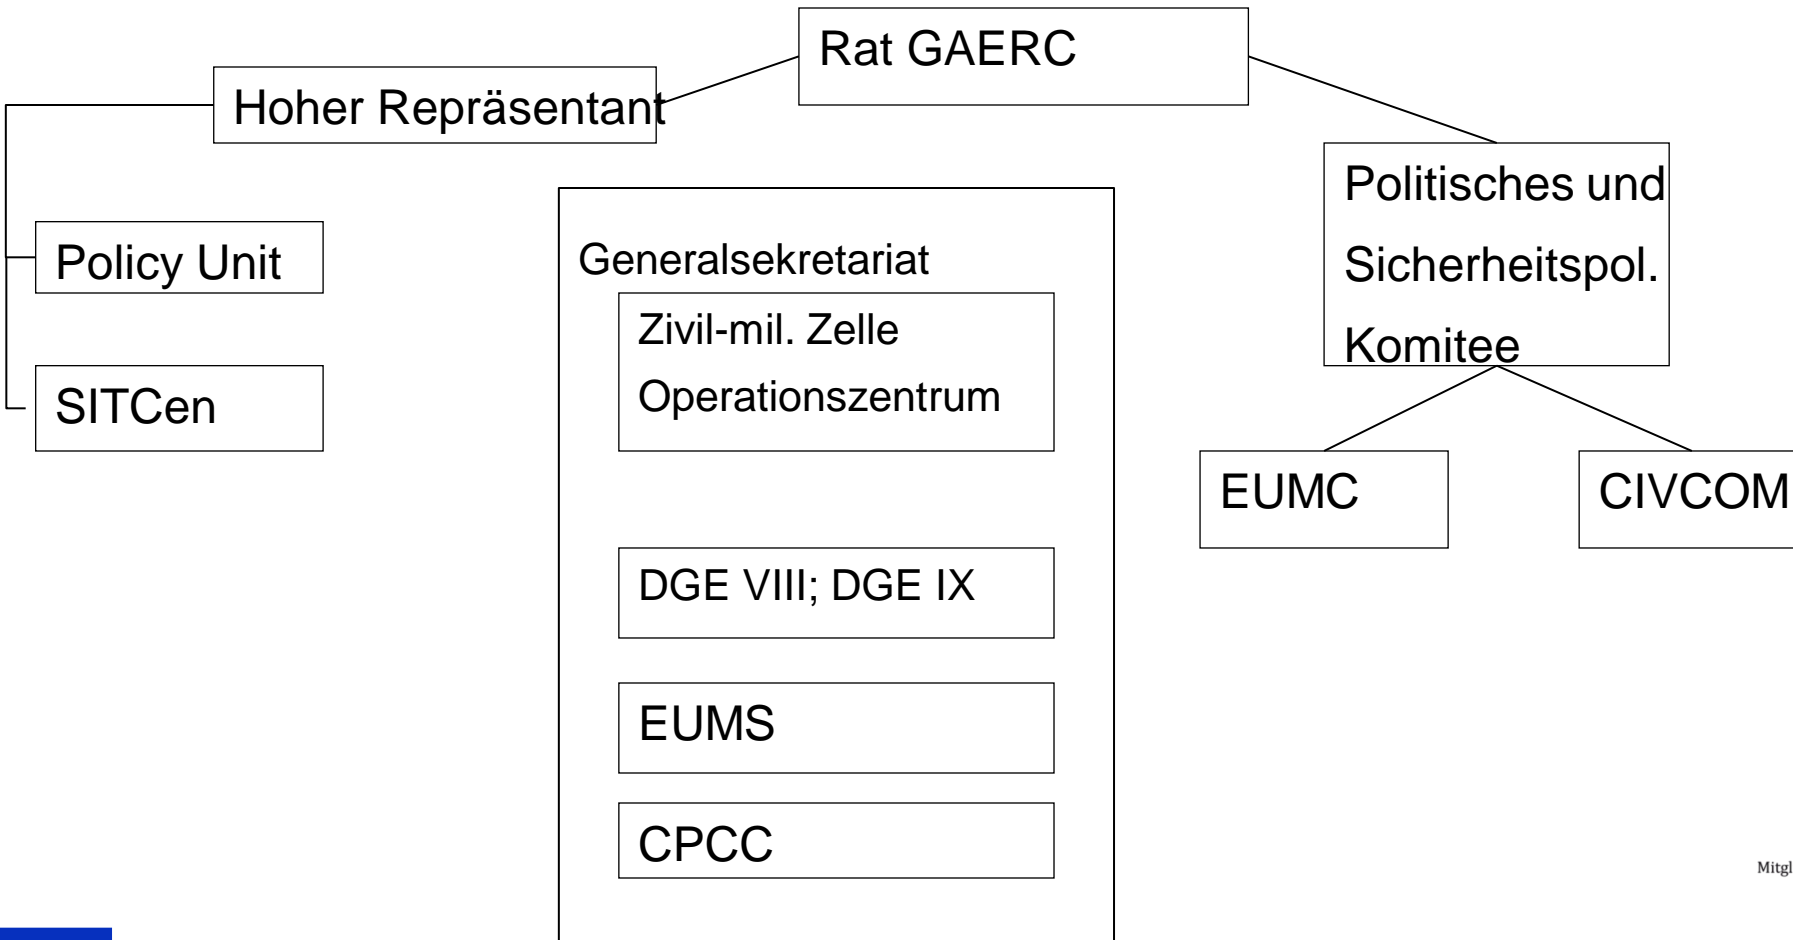 Rat GAERC
Hoher Repräsentant
Politisches und
Sicherheitspol.
Komitee
Policy Unit
SITCen
Generalsekretariat
Zivil-mil. Zelle
Operationszentrum
DGE VIII; DGE IX
EUMS
CPCC
EUMC
CIVCOM
Mitgl